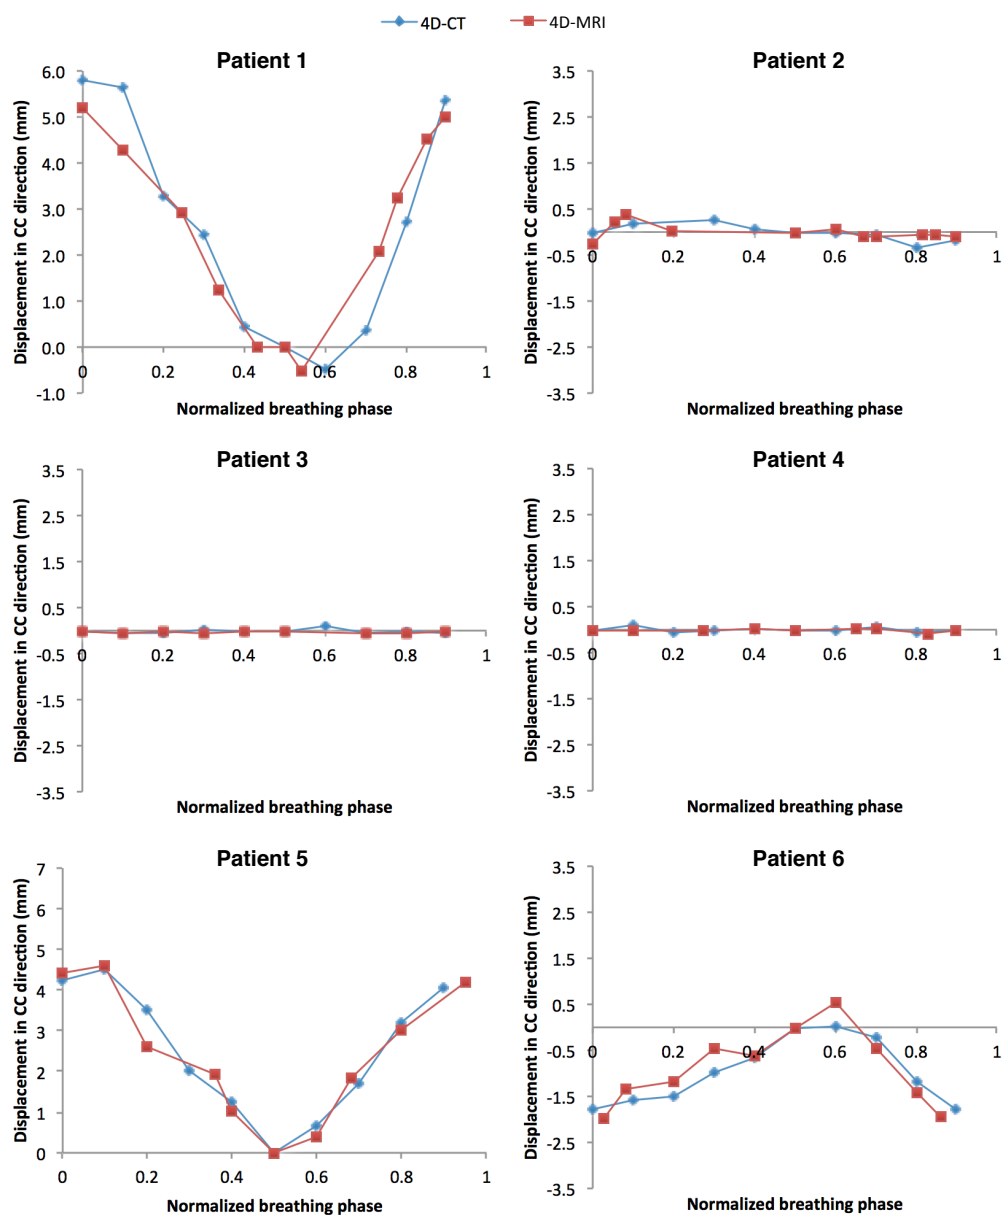 4D-CT 4D-MRI
Patient 1
Displacement in CC direction (mm)
6.0
5.0
4.0
3.0
2.0
1.0
0.0
-1.0
0 0.2 0.4 0.6 0.8 1
Normalized breathing phase
Patient 2
Displacement in CC direction (mm)
3.5
2.5
1.5
0.5
-0.5
-1.5
-2.5
-3.5
0 0.2 0.4 0.6 0.8 1
Normalized breathing phase
Patient 3
Displacement in CC direction (mm)
3.5
2.5
1.5
0.5
-0.5
-1.5
-2.5
-3.5
0 0.2 0.4 0.6 0.8 1
Normalized breathing phase
Patient 4
Displacement in CC direction (mm)
3.5
2.5
1.5
0.5
-0.5
-1.5
-2.5
-3.5
0 0.2 0.4 0.6 0.8 1
Normalized breathing phase
Patient 5
Displacement in CC direction (mm)
7
6
5
4
3
2
1
0
0 0.2 0.4 0.6 0.8 1
Normalized breathing phase
Patient 6
Displacement in CC direction (mm)
3.5
2.5
1.5
0.5
-0.5
-1.5
-2.5
-3.5
0 0.2 0.4 0.6 0.8 1
Normalized breathing phase